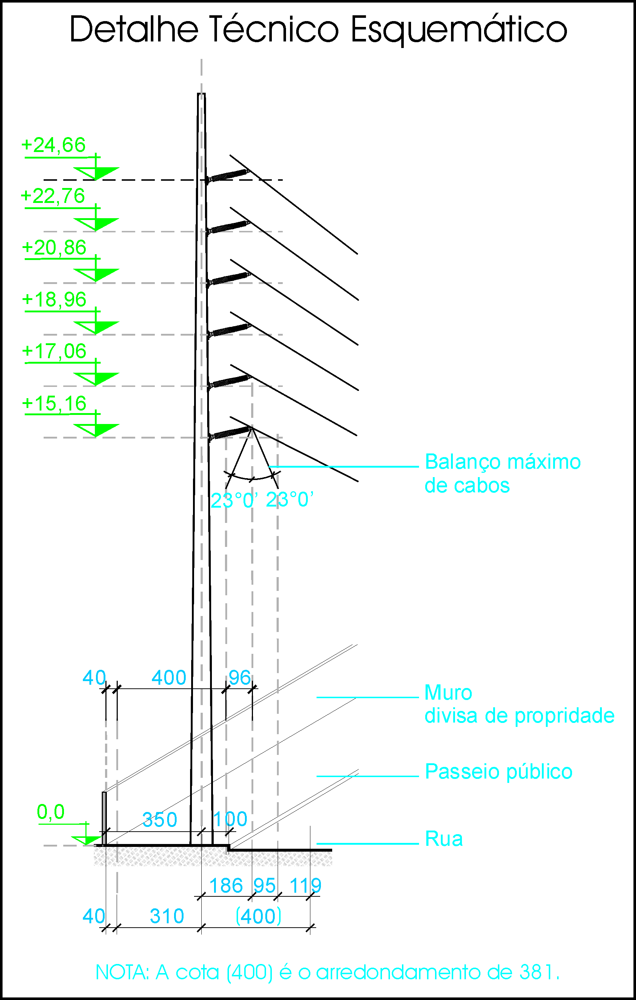 Detalhe Técnico Esquemático
+24,66
+22,76
+20,86
+18,96
+17,06
+15,16
Balanço máximo
de cabos
23°0’ 23°0’
40 400 96
Muro
divisa de propridade
Passeio público
0,0
350 100
Rua
186 95 119
40 310 (400)
NOTA: A cota (400) é o arredondamento de 381.